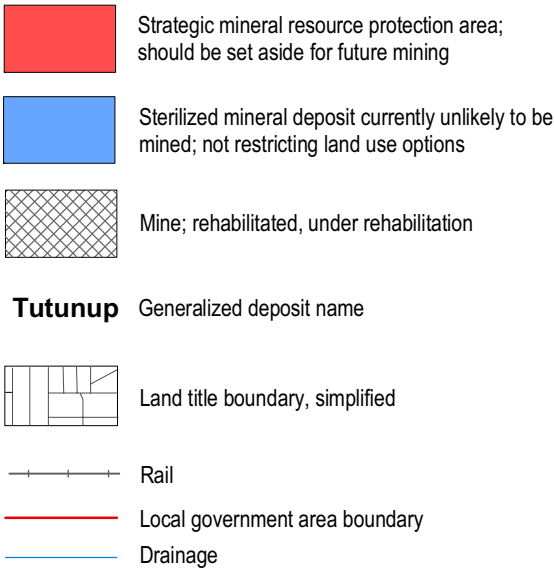 Strategic mineral resource protection area;
should be set aside for future mining
Sterilized mineral deposit currently unlikely to be
mined; not restricting land use options
Mine; rehabilitated, under rehabilitation
Tutunup Generalized deposit name
Land title boundary, simplified
Rail
Local government area boundary
Drainage